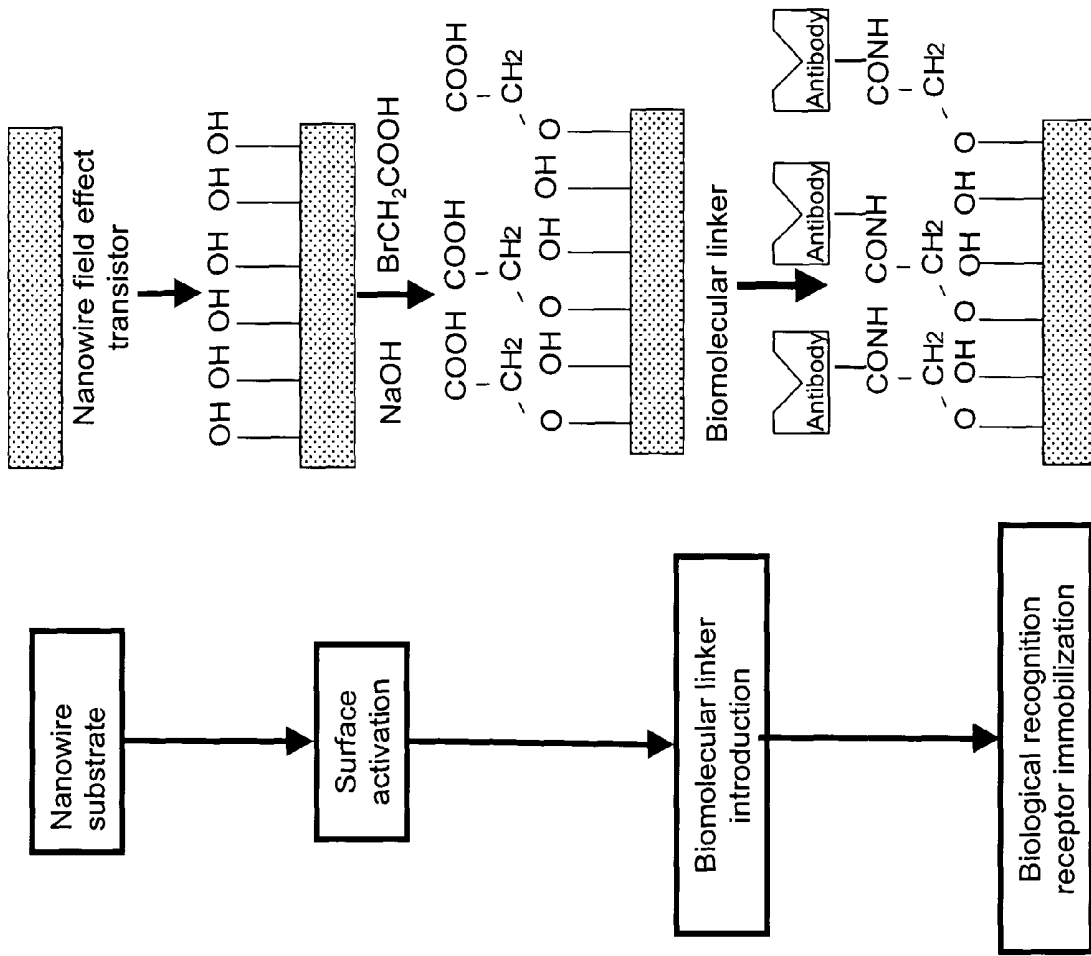 Nanowire
substrate
Surface
activation
Biomolecular linker
introduction
Biological recognition
receptor immobilization
Nanowire field effect
transistor
OH OH OH OH OH OH
NaOH BrCH₂COOH
COOH COOH COOH
CH2 CH2 CH2
O OH O OH OH O
Biomolecular linker
Antibody Antibody Antibody
CONH CONH CONH
CH2 CH2 CH2
O OH O OH OH O